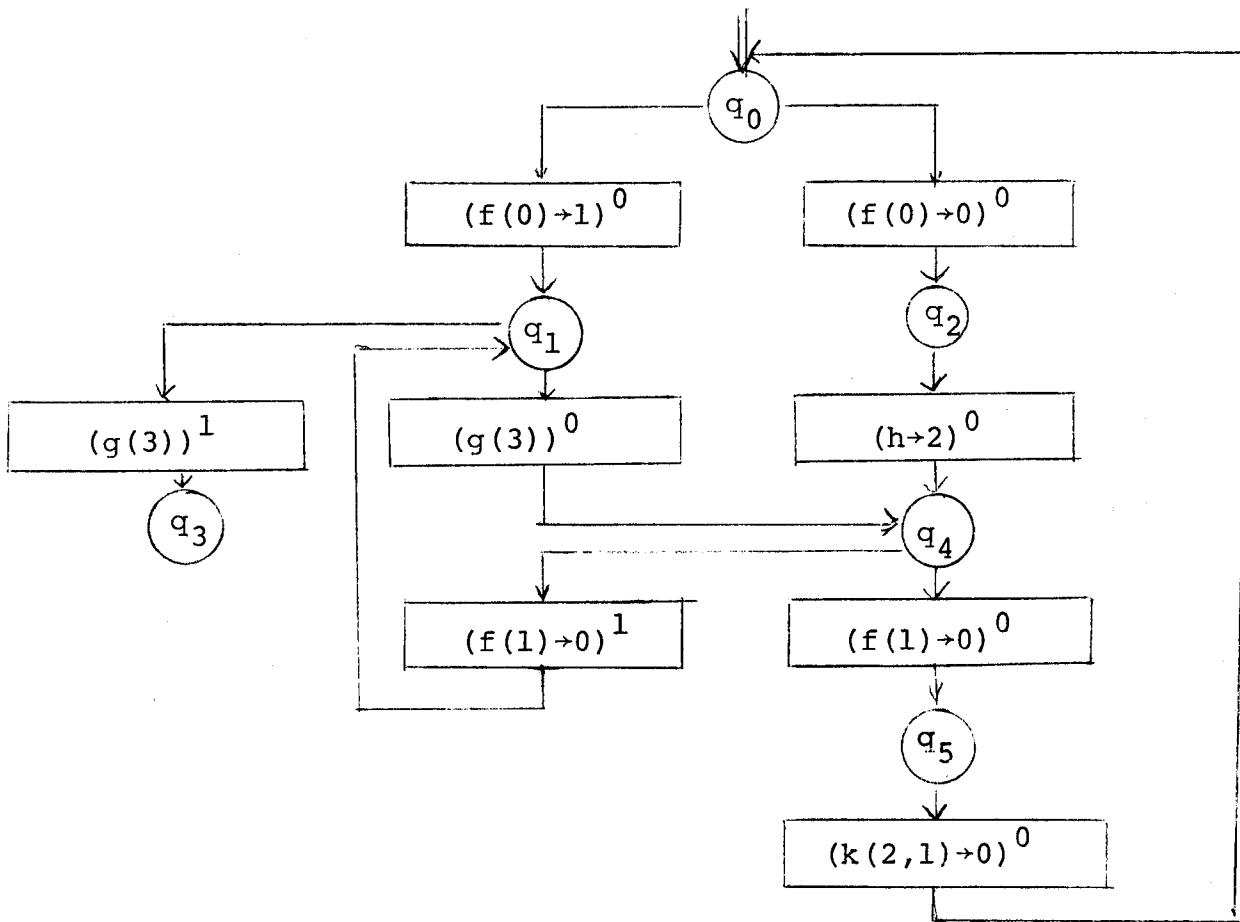 q₀
(f(0)→1)⁰ (f(0)→0)⁰
q₁ q₂
(g(3))¹ (g(3))⁰ (h→2)⁰
q₃ q₄
(f(1)→0)¹ (f(1)→0)⁰
q₅
(k(2,1)→0)⁰